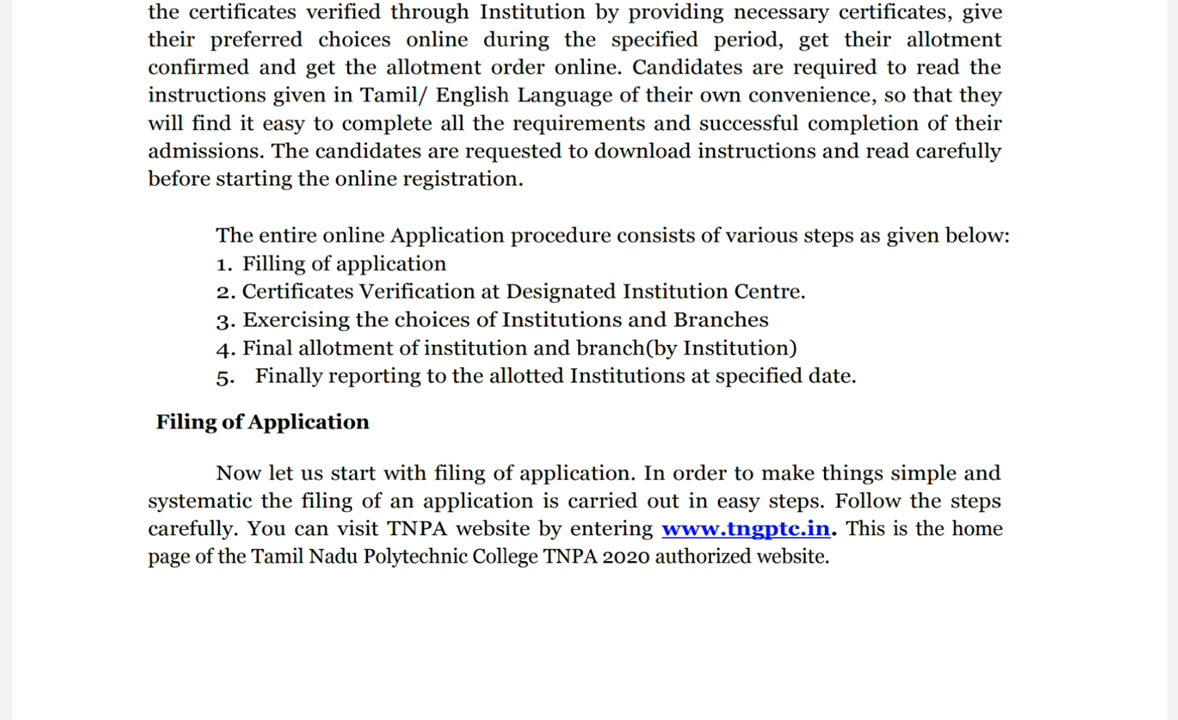 the certificates verified through Institution by providing necessary certificates, give
their preferred choices online during the specified period, get their allotment
confirmed and get the allotment order online. Candidates are required to read the
instructions given in Tamil/ English Language of their own convenience, so that they
will find it easy to complete all the requirements and successful completion of their
admissions. The candidates are requested to download instructions and read carefully
before starting the online registration.
The entire online Application procedure consists of various steps as given below:
1. Filling of application
2. Certificates Verification at Designated Institution Centre.
3. Exercising the choices of Institutions and Branches
4. Final allotment of institution and branch(by Institution)
5. Finally reporting to the allotted Institutions at specified date.
Filing of Application
Now let us start with filing of application. In order to make things simple and
systematic the filing of an application is carried out in easy steps. Follow the steps
carefully. You can visit TNPA website by entering www.tngptc.in. This is the home
page of the Tamil Nadu Polytechnic College TNPA 2020 authorized website.